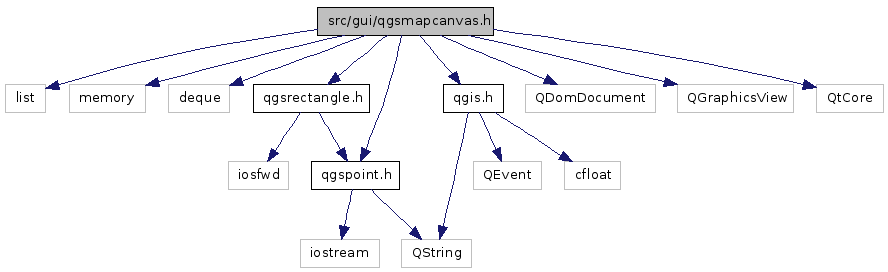 src/gui/qgsmapcanvas.h
list
memory
deque
qgsrectangle.h
qgis.h
QDomDocument
QGraphicsView
QtCore
iosfwd
qgspoint.h
QEvent
cfloat
iostream
QString